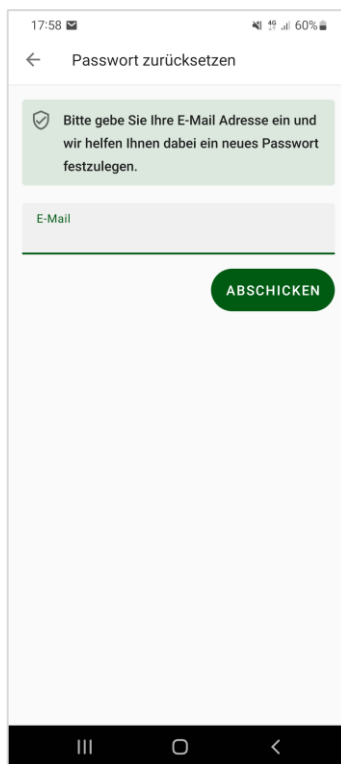 17:58 60%
Passwort zurücksetzen
Bitte gebe Sie Ihre E-Mail Adresse ein und
wir helfen Ihnen dabei ein neues Passwort
festzulegen.
E-Mail
ABSCHICKEN